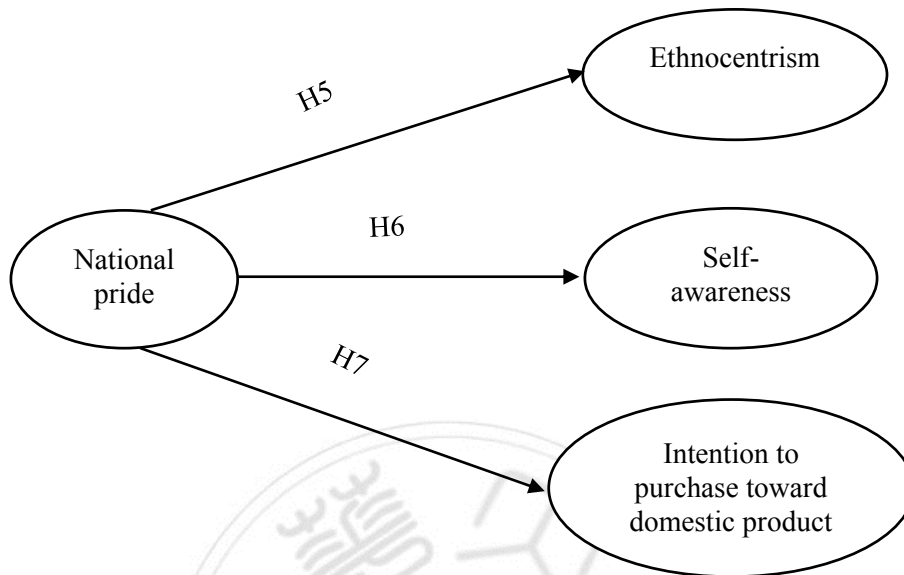 Ethnocentrism
H5
H6
National
pride
Self-
awareness
H7
Intention to
purchase toward
domestic product